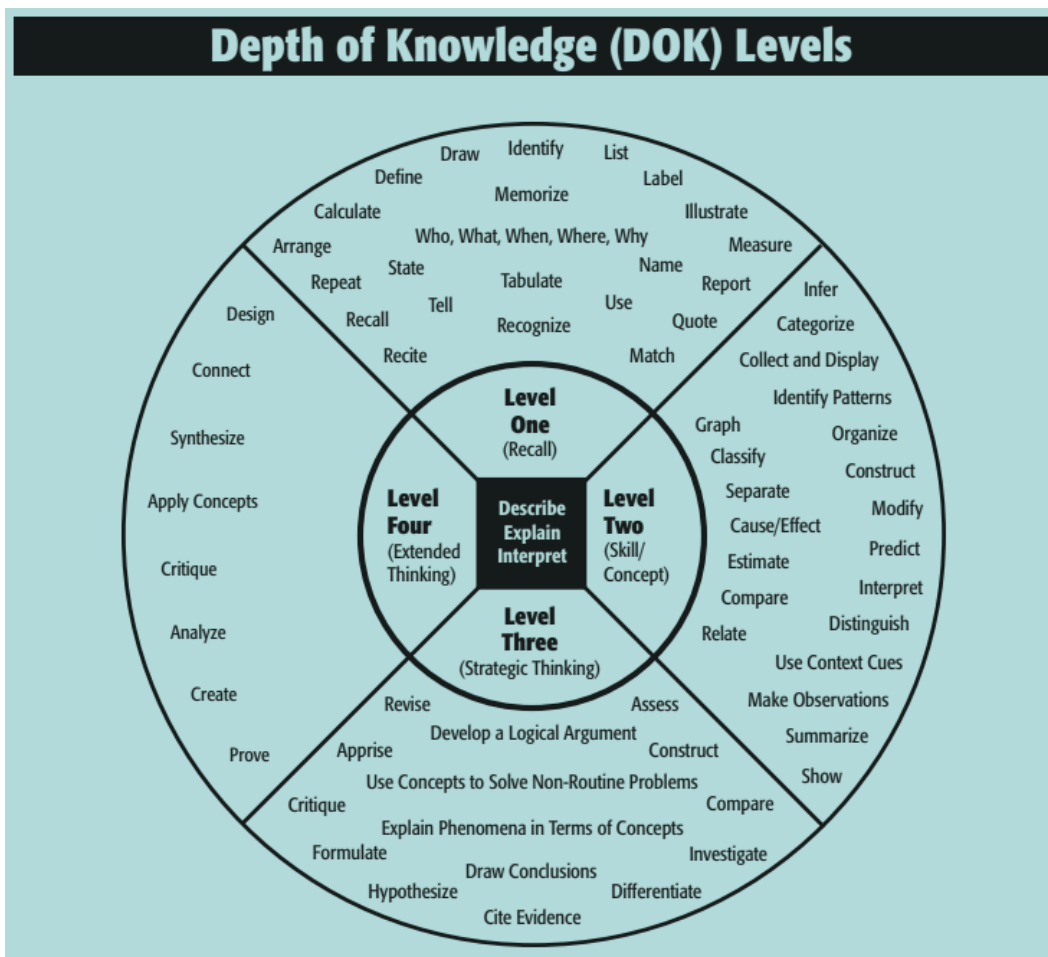 Depth of Knowledge (DOK) Levels
Draw
Identify
List
Define
Label
Memorize
Calculate
Illustrate
Who, What, When, Where, Why
Arrange
Measure
State
Name
Repeat
Tabulate
Report
Tell
Use
Recall
Recognize
Quote
Recite
Match
Level
One
(Recall)
Infer
Categorize
Collect and Display
Identify Patterns
Graph
Organize
Classify
Construct
Separate
Modify
Cause/Effect
Predict
Estimate
Interpret
Compare
Distinguish
Relate
Use Context Cues
Make Observations
Summarize
Show
Level
Two
(Skill/
Concept)
Describe
Explain
Interpret
Level
Three
(Strategic Thinking)
Revise
Assess
Develop a Logical Argument
Apprise
Construct
Use Concepts to Solve Non-Routine Problems
Critique
Compare
Explain Phenomena in Terms of Concepts
Formulate
Investigate
Draw Conclusions
Hypothesize
Differentiate
Cite Evidence
Level
Four
(Extended
Thinking)
Design
Connect
Synthesize
Apply Concepts
Critique
Analyze
Create
Prove